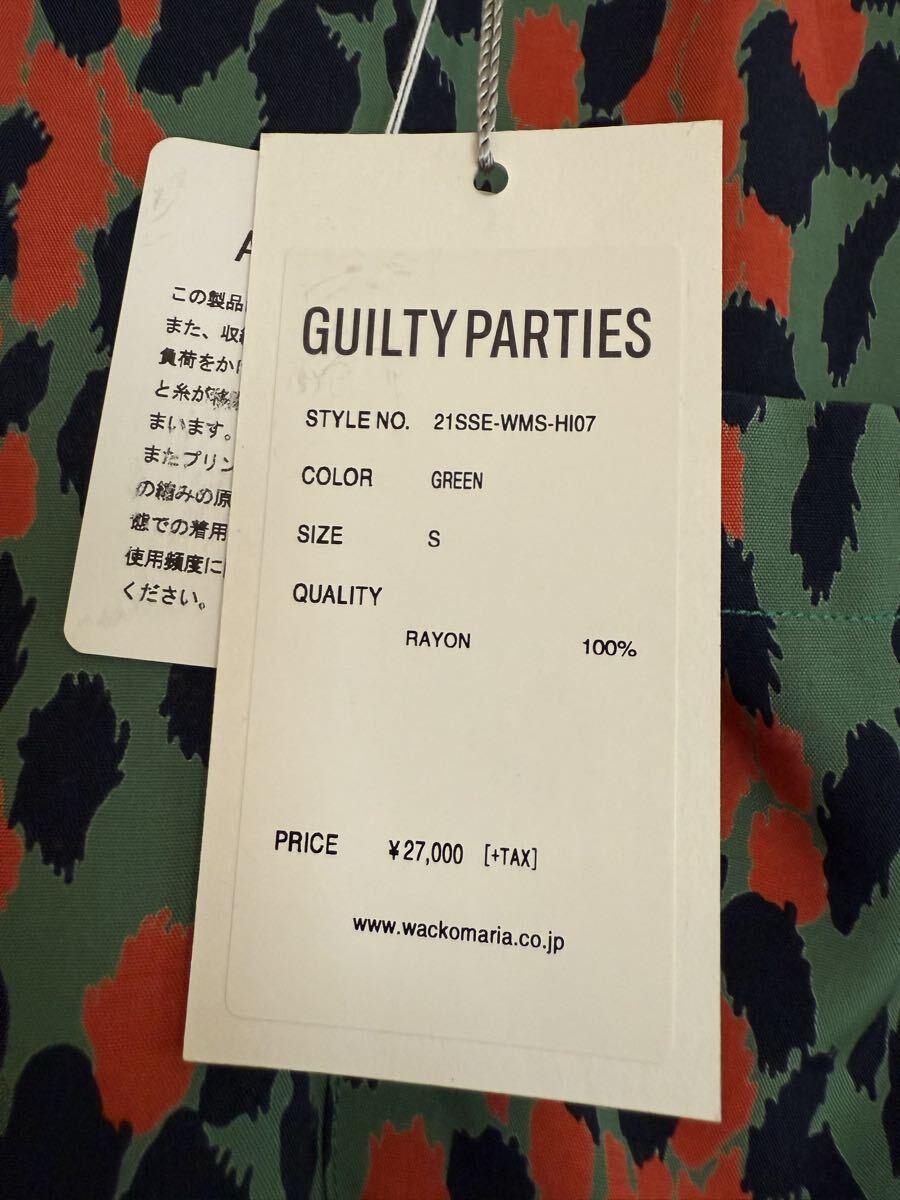 GUILTY PARTIES
STYLE NO. 21SSE-WMS-HI07
COLOR GREEN
SIZE S
QUALITY
RAYON 100%
PRICE ¥27,000 [+TAX]
www.wackomaria.co.jp
A
この製品
また、収
負荷をか
と糸が
まいます。
またプリン
の縮みの原
態での着用
使用頻度に
ください。